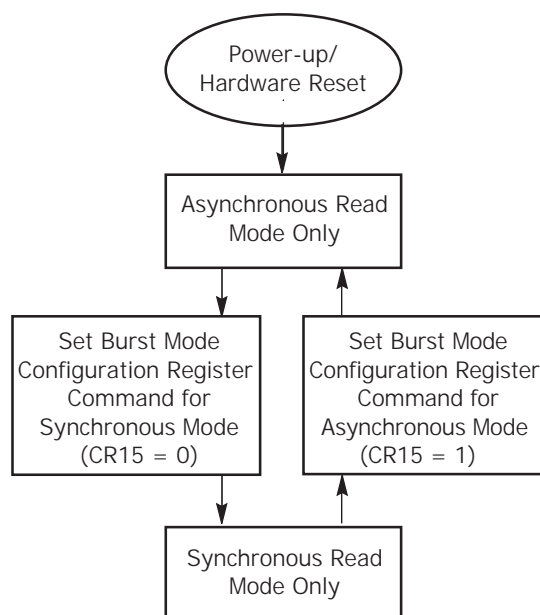 Power-up/
Hardware Reset
Asynchronous Read
Mode Only
Set Burst Mode
Configuration Register
Command for
Synchronous Mode
(CR15 = 0)
Set Burst Mode
Configuration Register
Command for
Asynchronous Mode
(CR15 = 1)
Synchronous Read
Mode Only